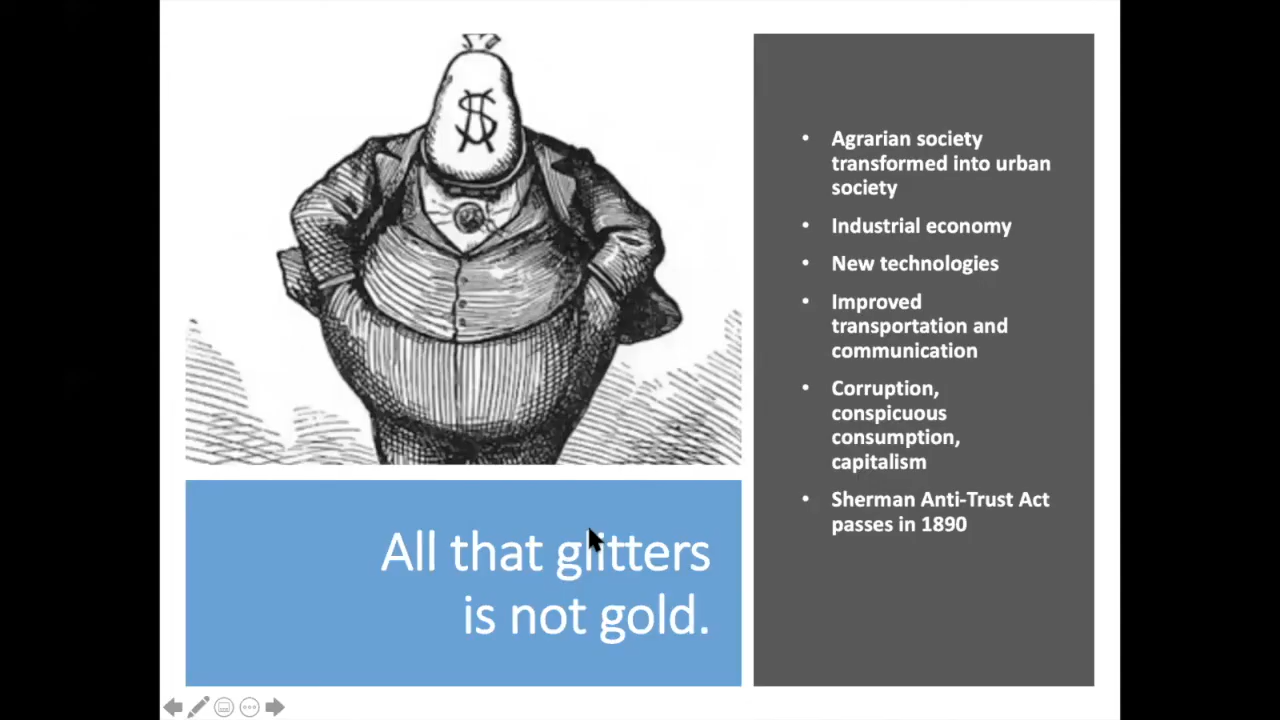 $
All that glitters
is not gold.
• Agrarian society
transformed into urban
society
• Industrial economy
• New technologies
• Improved
transportation and
communication
• Corruption,
conspicuous
consumption,
capitalism
• Sherman Anti-Trust Act
passes in 1890